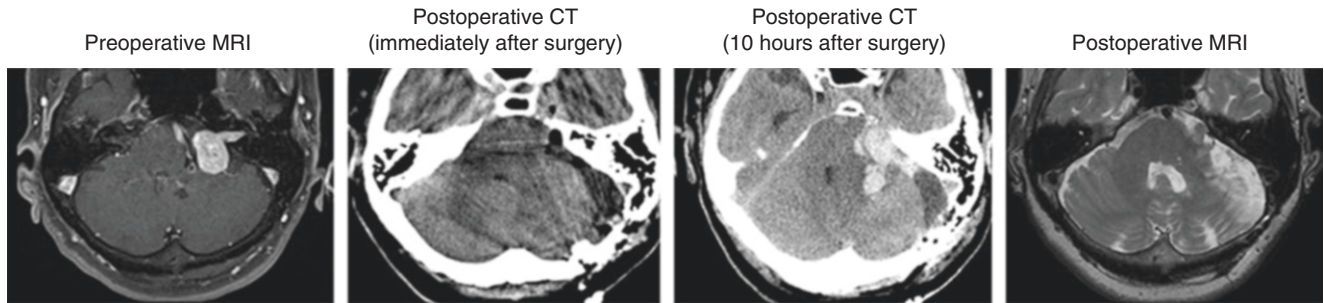 Preoperative MRI
Postoperative CT
(immediately after surgery)
Postoperative CT
(10 hours after surgery)
Postoperative MRI